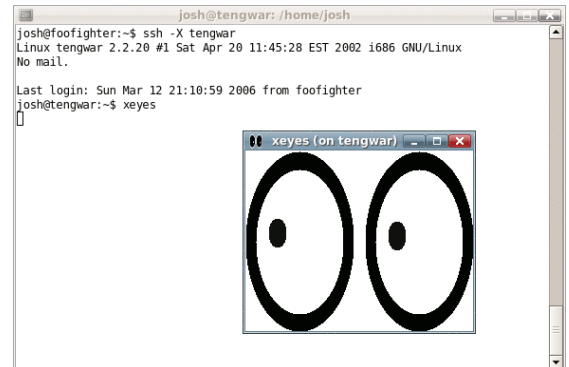 josh@tengwar: /home/josh
josh@foofighter:~$ ssh -X tengwar
Linux tengwar 2.2.20 #1 Sat Apr 20 11:45:28 EST 2002 i686 GNU/Linux
No mail.
Last login: Sun Mar 12 21:10:59 2006 from foofighter
josh@tengwar:~$ xeyes
xeyes (on tengwar)